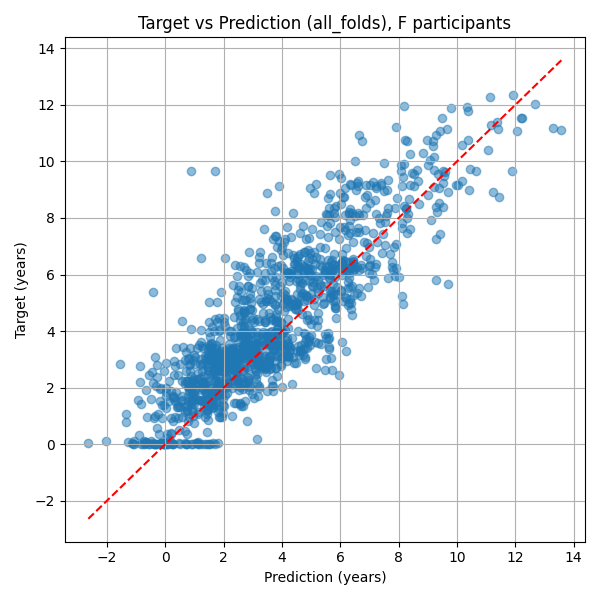 Target vs Prediction (all_folds), F participants
14
12
10
8
6
4
2
0
−2
Target (years)
−2 0 2 4 6 8 10 12 14
Prediction (years)